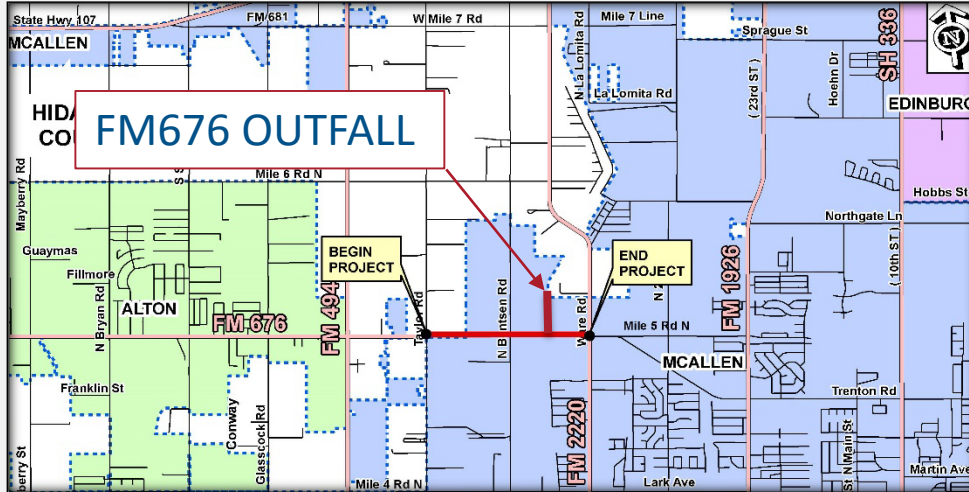 State Hwy 107
FM 681
W Mile 7 Rd
Mile 7 Line
Sprague St
MCALLEN
N La Lomita Rd
La Lomita Rd
(23rd ST)
Hoehn Dr
SH 336
N
EDINBURG
HIDA
COU
FM676 OUTFALL
Mayberry Rd
S S
Mile 6 Rd N
Hobbs St
Northgate Ln
(10th ST)
Guaymas
Fillmore
N Bryan Rd
ALTON
FM 676
FM 494
BEGIN
PROJECT
Taylor Rd
N Bentsen Rd
END
PROJECT
Ware Rd
N 2
Mile 5 Rd N
FM 1926
MCALLEN
Trenton Rd
Franklin St
Conway
Glasscock Rd
FM 2220
N Main St
berry St
Mile 4 Rd N
Lark Ave
Martin Ave